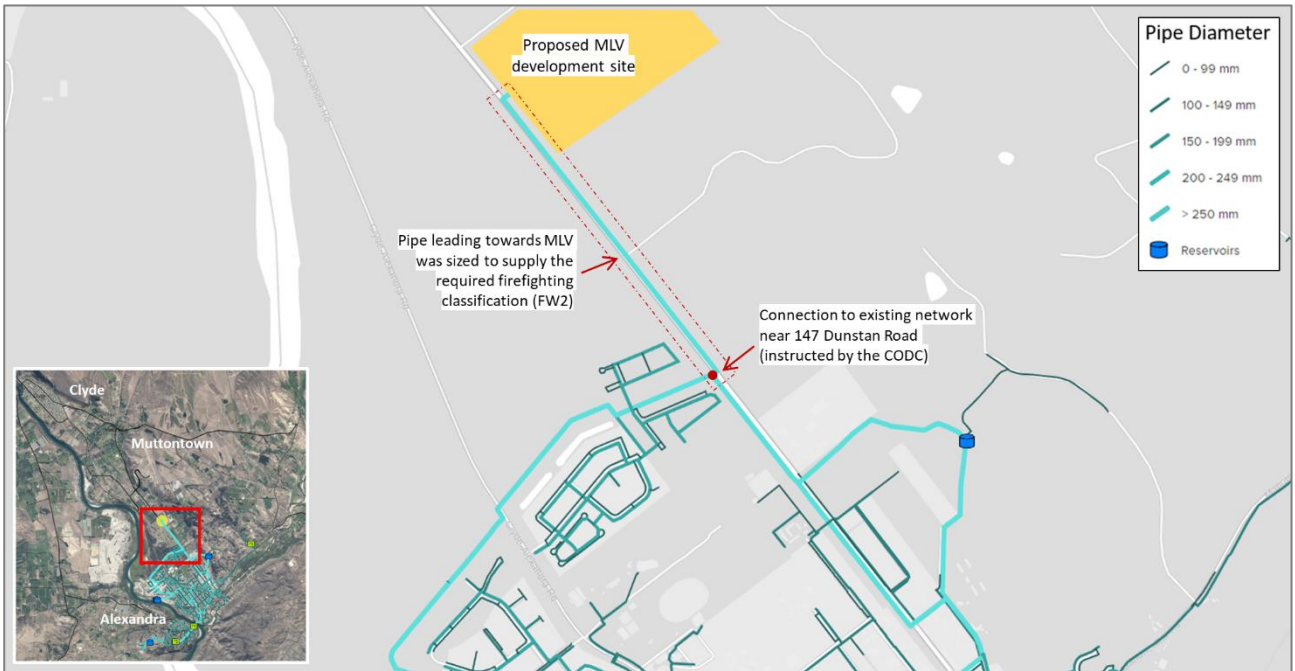 Proposed MLV
development site
Pipe leading towards MLV
was sized to supply the
required firefighting
classification (FW2)
Connection to existing network
near 147 Dunstan Road
(instructed by the CODC)
Pipe Diameter
0 - 99 mm
100 - 149 mm
150 - 199 mm
200 - 249 mm
> 250 mm
Reservoirs
Clyde
Muttontown
Alexandra